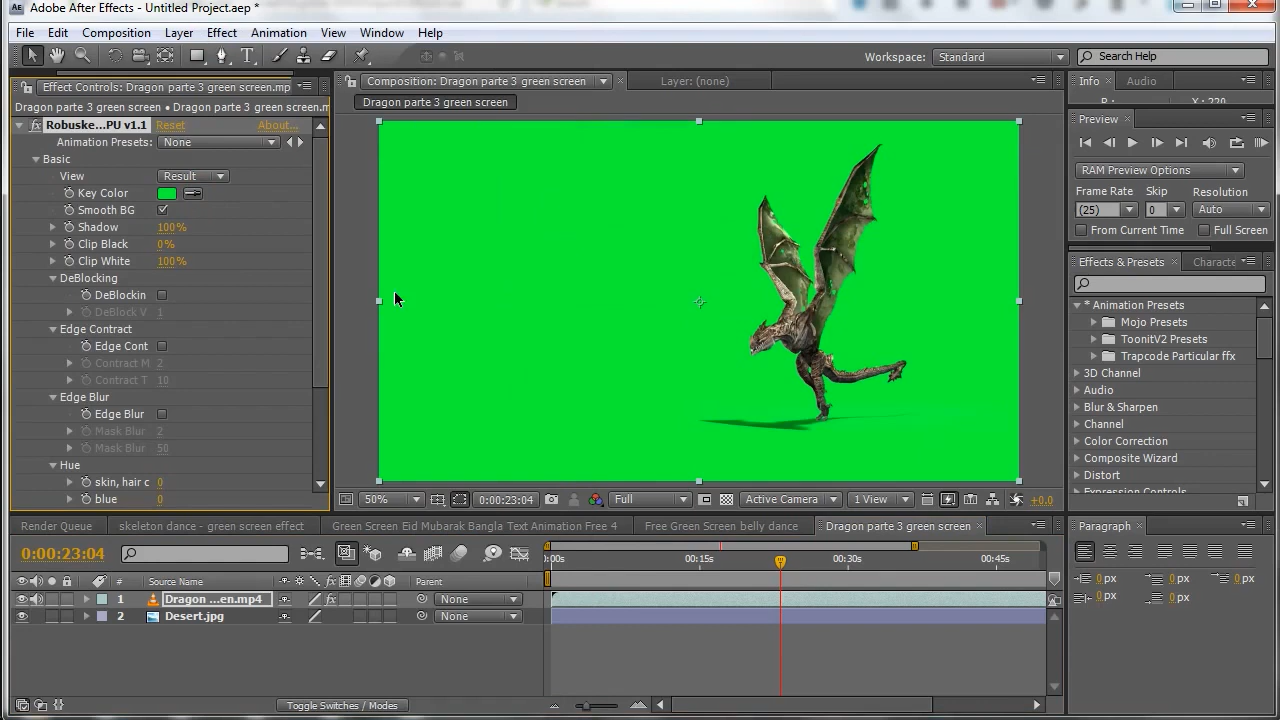 Adobe After Effects - Untitled Project.aep *
File Edit Composition Layer Effect Animation View Window Help
Workspace: Standard Search Help
Effect Controls: Dragon parte 3 green screen.mp
Composition: Dragon parte 3 green screen
Layer: (none)
Info Audio
Dragon parte 3 green screen • Dragon parte 3 green screen.m
Dragon parte 3 green screen
Robuske...PU v1.1 Reset About...
Animation Presets: None
Basic
View Result
Key Color
Smooth BG
Shadow 100%
Clip Black 0%
Clip White 100%
DeBlocking
DeBlockin
DeBlock V 1
Edge Contract
Edge Cont
Contract M 2
Contract T 10
Edge Blur
Edge Blur
Mask Blur 2
Mask Blur 50
Hue
skin, hair c 0
blue 0
50% 0:00:23:04 Full Active Camera 1 View +0.0
X : 220
Preview
RAM Preview Options
Frame Rate Skip Resolution
(25) 0 Auto
From Current Time Full Screen
Effects & Presets Characte
* Animation Presets
Mojo Presets
ToonitV2 Presets
Trapcode Particular ffx
3D Channel
Audio
Blur & Sharpen
Channel
Color Correction
Composite Wizard
Distort
Expression Controls
Render Queue skeleton dance - green screen effect Green Screen Eid Mubarak Bangla Text Animation Free 4 Free Green Screen belly dance Dragon parte 3 green screen
0:00:23:04
:00s 00:15s 00:30s 00:45s
# Source Name Parent
1 Dragon ...en.mp4 None
2 Desert.jpg None
Toggle Switches / Modes
Paragraph
0 px 0 px 0 px
0 px 0 px